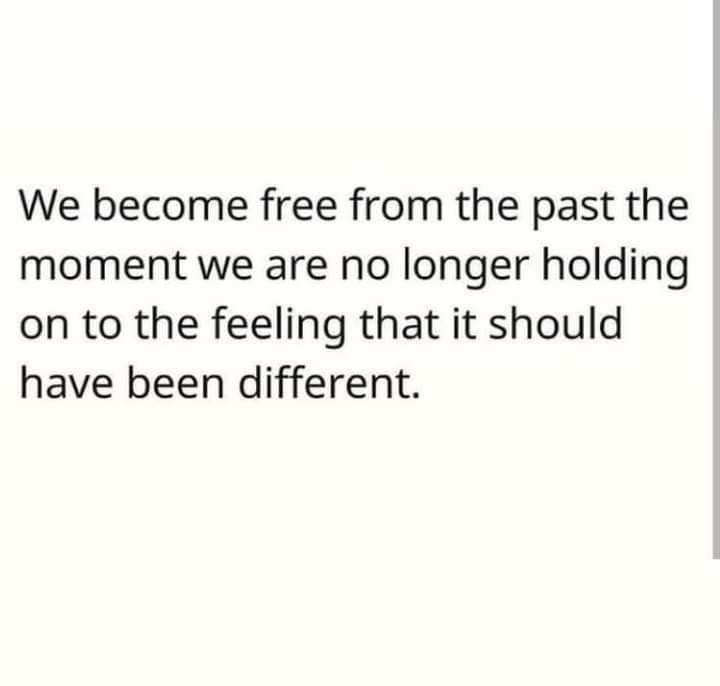 We become free from the past the
moment we are no longer holding
on to the feeling that it should
have been different.